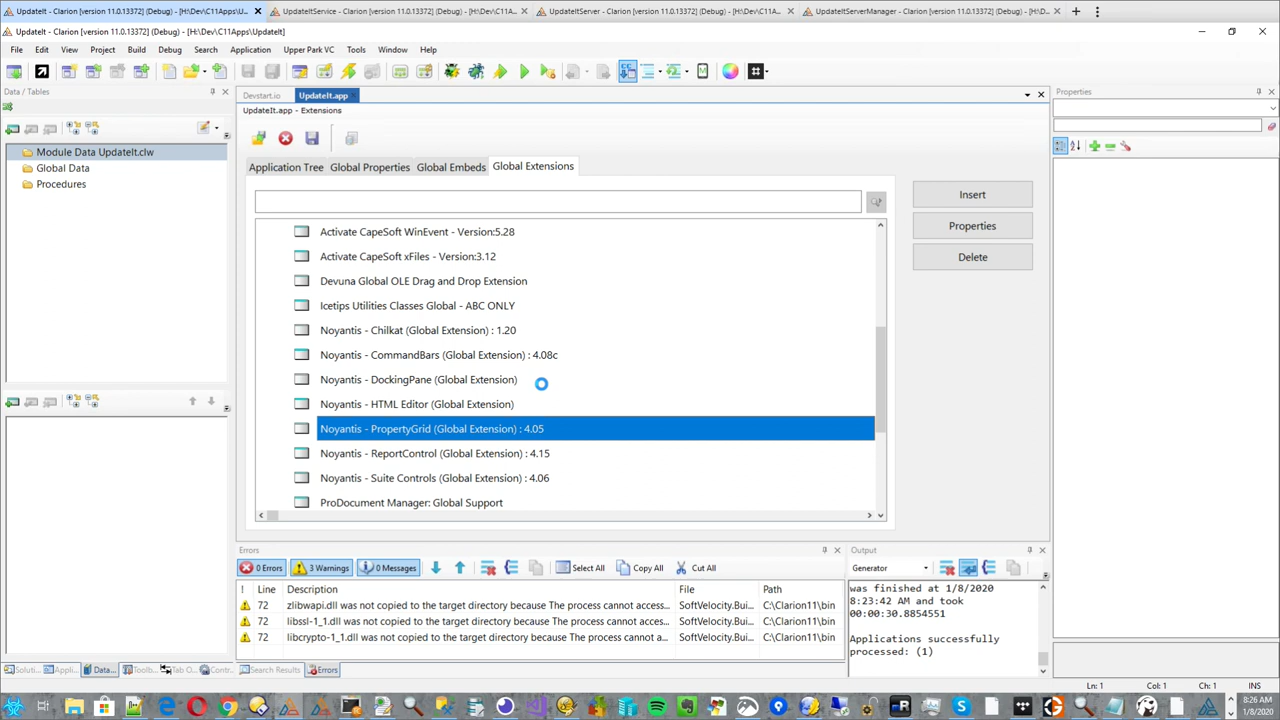 UpdateIt - Clarion [version 11.0.13372] (Debug) - [H:\Dev\C11Apps\Upda... UpdateItService - Clarion [version 11.0.13372] (Debug) - [H:\Dev\C11A... UpdateItServer - Clarion [version 11.0.13372] (Debug) - [H:\Dev\C11Ap... UpdateItServerManager - Clarion [version 11.0.13372] (Debug) - [H:\De...
UpdateIt - Clarion [version 11.0.13372] (Debug) - [H:\Dev\C11Apps\UpdateIt]
File Edit View Project Build Debug Search Application Upper Park VC Tools Window Help
Data / Tables
Devstart.io UpdateIt.app
Properties
UpdateIt.app - Extensions
Module Data UpdateIt.clw
Global Data
Procedures
Application Tree Global Properties Global Embeds Global Extensions
Insert
Properties
Delete
Activate CapeSoft WinEvent - Version:5.28
Activate CapeSoft xFiles - Version:3.12
Devuna Global OLE Drag and Drop Extension
Icetips Utilities Classes Global - ABC ONLY
Noyantis - Chilkat (Global Extension) : 1.20
Noyantis - CommandBars (Global Extension) : 4.08c
Noyantis - DockingPane (Global Extension)
Noyantis - HTML Editor (Global Extension)
Noyantis - PropertyGrid (Global Extension) : 4.05
Noyantis - ReportControl (Global Extension) : 4.15
Noyantis - Suite Controls (Global Extension) : 4.06
ProDocument Manager: Global Support
Errors
0 Errors 3 Warnings 0 Messages Select All Copy All Cut All
! Line Description File Path
72 zlibwapi.dll was not copied to the target directory because The process cannot access... SoftVelocity.Bui... C:\Clarion11\bin
72 libssl-1_1.dll was not copied to the target directory because The process cannot access... SoftVelocity.Bui... C:\Clarion11\bin
72 libcrypto-1_1.dll was not copied to the target directory because The process cannot a... SoftVelocity.Bui... C:\Clarion11\bin
Output
Generator
was finished at 1/8/2020
8:23:42 AM and took
00:00:30.8854551
Applications successfully
processed: (1)
Soluti... Appli... Data... Toolb... Contr... Search Results Errors
Ln: 1 Col: 1 Ch: 1 INS
8:26 AM
1/8/2020